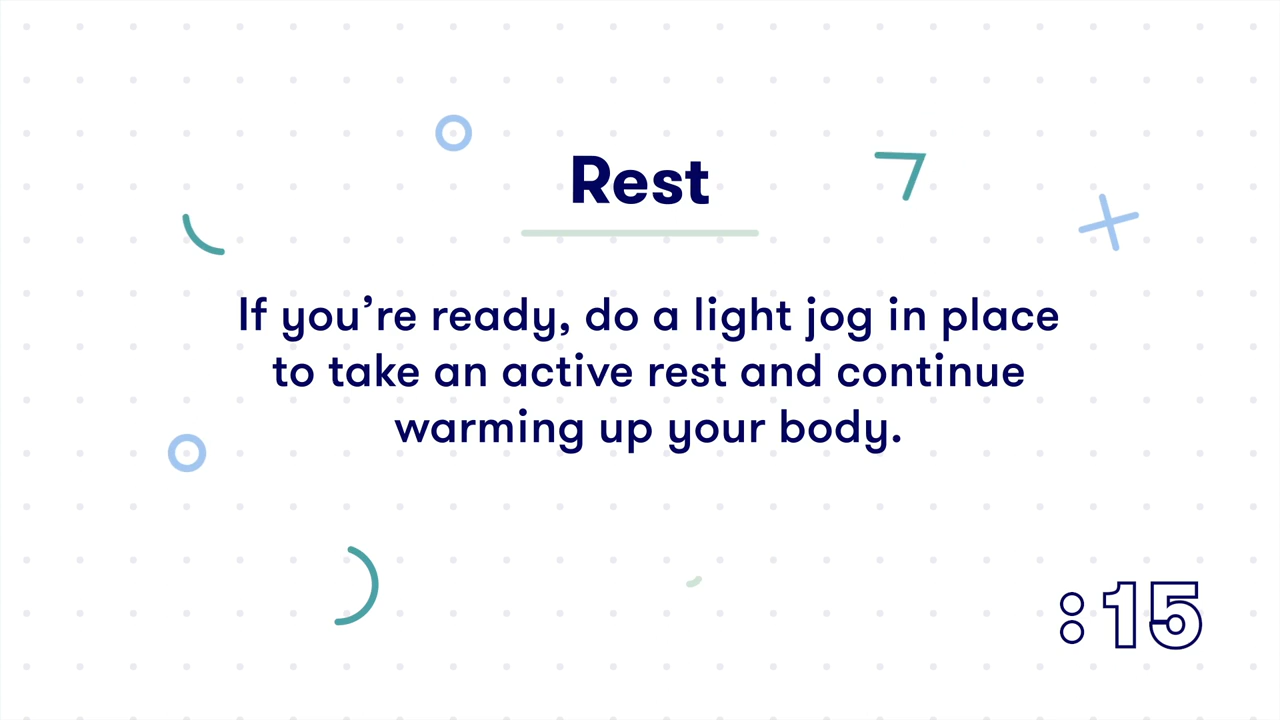 Rest
If you’re ready, do a light jog in place
to take an active rest and continue
warming up your body.
:15